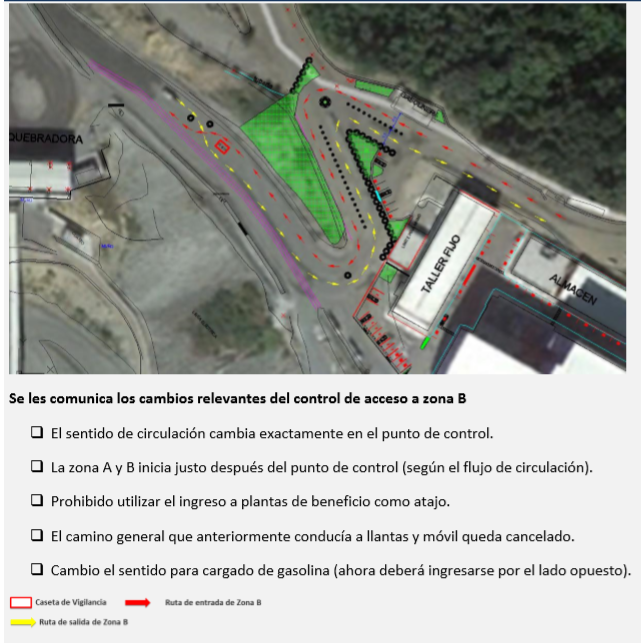 QUEBRADORA
TALLER FIJO
ALMACEN
Se les comunica los cambios relevantes del control de acceso a zona B
❑ El sentido de circulación cambia exactamente en el punto de control.
❑ La zona A y B inicia justo después del punto de control (según el flujo de circulación).
❑ Prohibido utilizar el ingreso a plantas de beneficio como atajo.
❑ El camino general que anteriormente conducía a llantas y móvil queda cancelado.
❑ Cambio el sentido para cargado de gasolina (ahora deberá ingresarse por el lado opuesto).
Caseta de Vigilancia Ruta de entrada de Zona B
Ruta de salida de Zona B